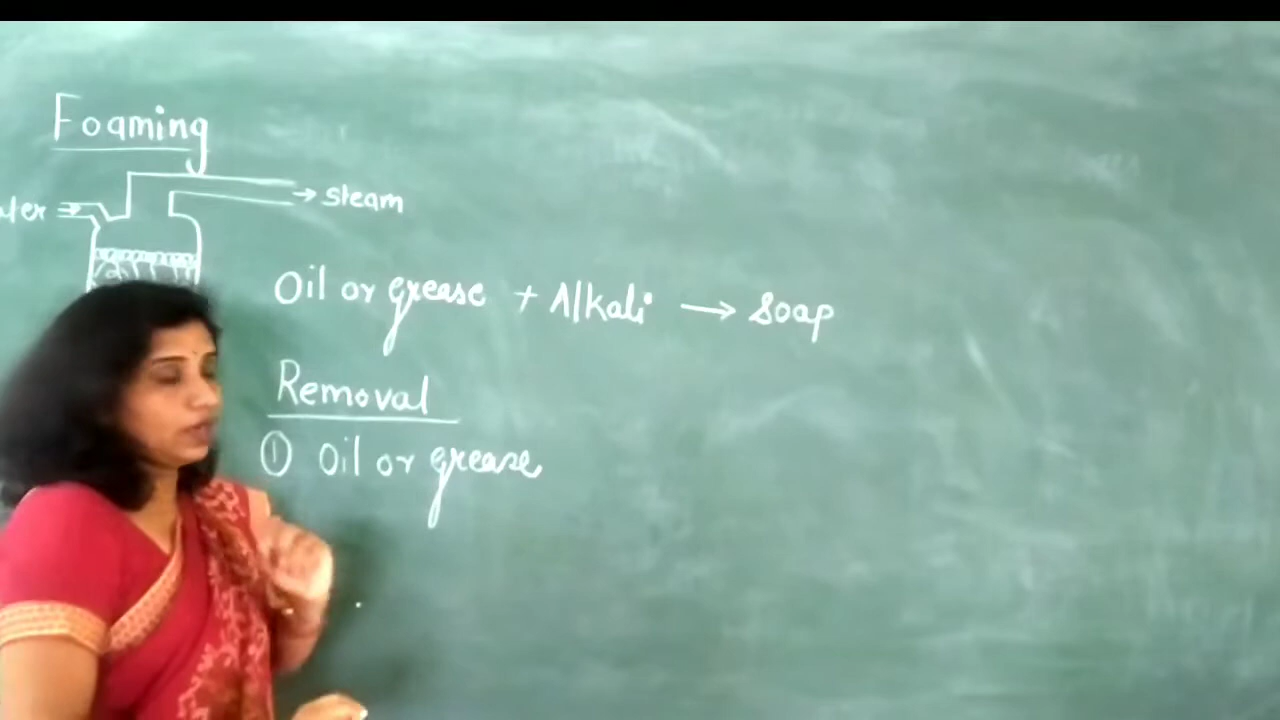 Foaming
steam
Oil or grease + Alkali → Soap
Removal
① Oil or grease